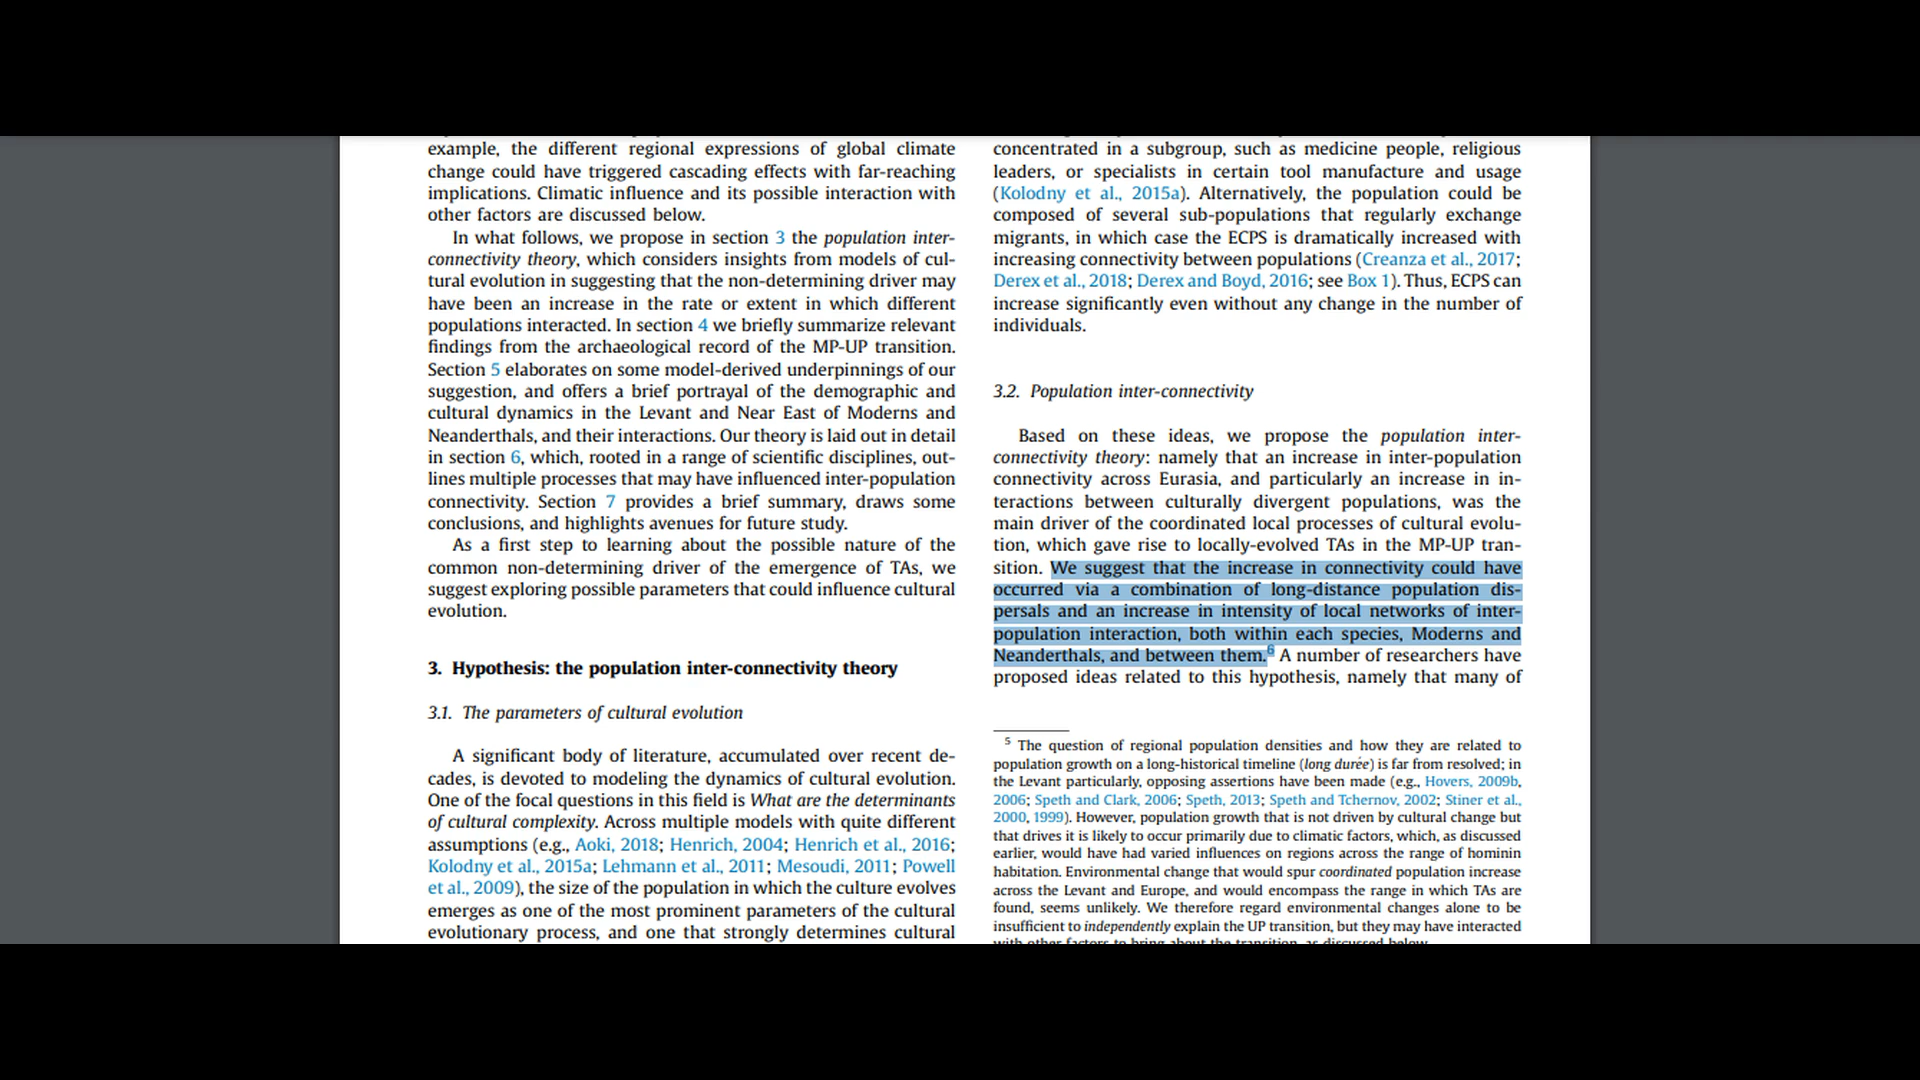 example, the different regional expressions of global climate
change could have triggered cascading effects with far-reaching
implications. Climatic influence and its possible interaction with
other factors are discussed below.
In what follows, we propose in section 3 the population inter-
connectivity theory, which considers insights from models of cul-
tural evolution in suggesting that the non-determining driver may
have been an increase in the rate or extent in which different
populations interacted. In section 4 we briefly summarize relevant
findings from the archaeological record of the MP-UP transition.
Section 5 elaborates on some model-derived underpinnings of our
suggestion, and offers a brief portrayal of the demographic and
cultural dynamics in the Levant and Near East of Moderns and
Neanderthals, and their interactions. Our theory is laid out in detail
in section 6, which, rooted in a range of scientific disciplines, out-
lines multiple processes that may have influenced inter-population
connectivity. Section 7 provides a brief summary, draws some
conclusions, and highlights avenues for future study.
As a first step to learning about the possible nature of the
common non-determining driver of the emergence of TAs, we
suggest exploring possible parameters that could influence cultural
evolution.
3. Hypothesis: the population inter-connectivity theory
3.1. The parameters of cultural evolution
A significant body of literature, accumulated over recent de-
cades, is devoted to modeling the dynamics of cultural evolution.
One of the focal questions in this field is What are the determinants
of cultural complexity. Across multiple models with quite different
assumptions (e.g., Aoki, 2018; Henrich, 2004; Henrich et al., 2016;
Kolodny et al., 2015a; Lehmann et al., 2011; Mesoudi, 2011; Powell
et al., 2009), the size of the population in which the culture evolves
emerges as one of the most prominent parameters of the cultural
evolutionary process, and one that strongly determines cultural
concentrated in a subgroup, such as medicine people, religious
leaders, or specialists in certain tool manufacture and usage
(Kolodny et al., 2015a). Alternatively, the population could be
composed of several sub-populations that regularly exchange
migrants, in which case the ECPS is dramatically increased with
increasing connectivity between populations (Creanza et al., 2017;
Derex et al., 2018; Derex and Boyd, 2016; see Box 1). Thus, ECPS can
increase significantly even without any change in the number of
individuals.
3.2. Population inter-connectivity
Based on these ideas, we propose the population inter-
connectivity theory: namely that an increase in inter-population
connectivity across Eurasia, and particularly an increase in in-
teractions between culturally divergent populations, was the
main driver of the coordinated local processes of cultural evolu-
tion, which gave rise to locally-evolved TAs in the MP-UP tran-
sition. We suggest that the increase in connectivity could have
occurred via a combination of long-distance population dis-
persals and an increase in intensity of local networks of inter-
population interaction, both within each species, Moderns and
Neanderthals, and between them.6 A number of researchers have
proposed ideas related to this hypothesis, namely that many of
5 The question of regional population densities and how they are related to
population growth on a long-historical timeline (long durée) is far from resolved; in
the Levant particularly, opposing assertions have been made (e.g., Hovers, 2009b,
2006; Speth and Clark, 2006; Speth, 2013; Speth and Tchernov, 2002; Stiner et al.,
2000, 1999). However, population growth that is not driven by cultural change but
that drives it is likely to occur primarily due to climatic factors, which, as discussed
earlier, would have had varied influences on regions across the range of hominin
habitation. Environmental change that would spur coordinated population increase
across the Levant and Europe, and would encompass the range in which TAs are
found, seems unlikely. We therefore regard environmental changes alone to be
insufficient to independently explain the UP transition, but they may have interacted
with other factors to bring about the transition, as discussed below.